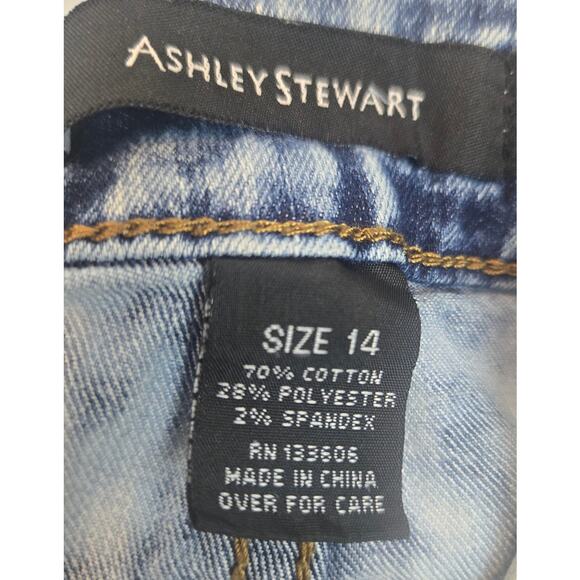 ASHLEY STEWART
SIZE 14
70% COTTON
28% POLYESTER
2% SPANDEX
RN 133606
MADE IN CHINA
OVER FOR CARE